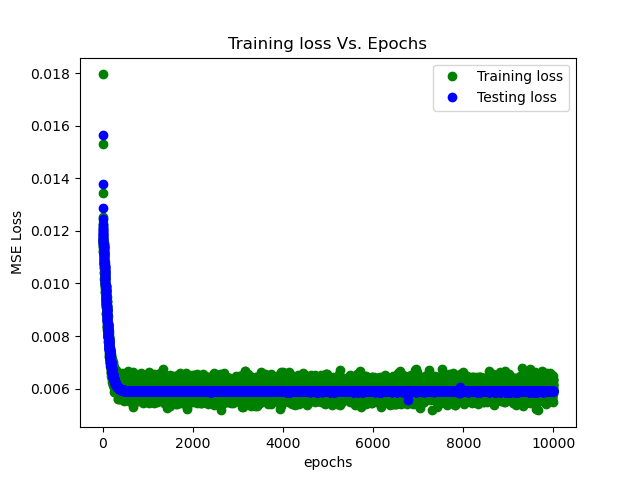 Training loss Vs. Epochs
Training loss
Testing loss
0.018
0.016
0.014
0.012
0.010
0.008
0.006
MSE Loss
0
2000
4000
6000
8000
10000
epochs